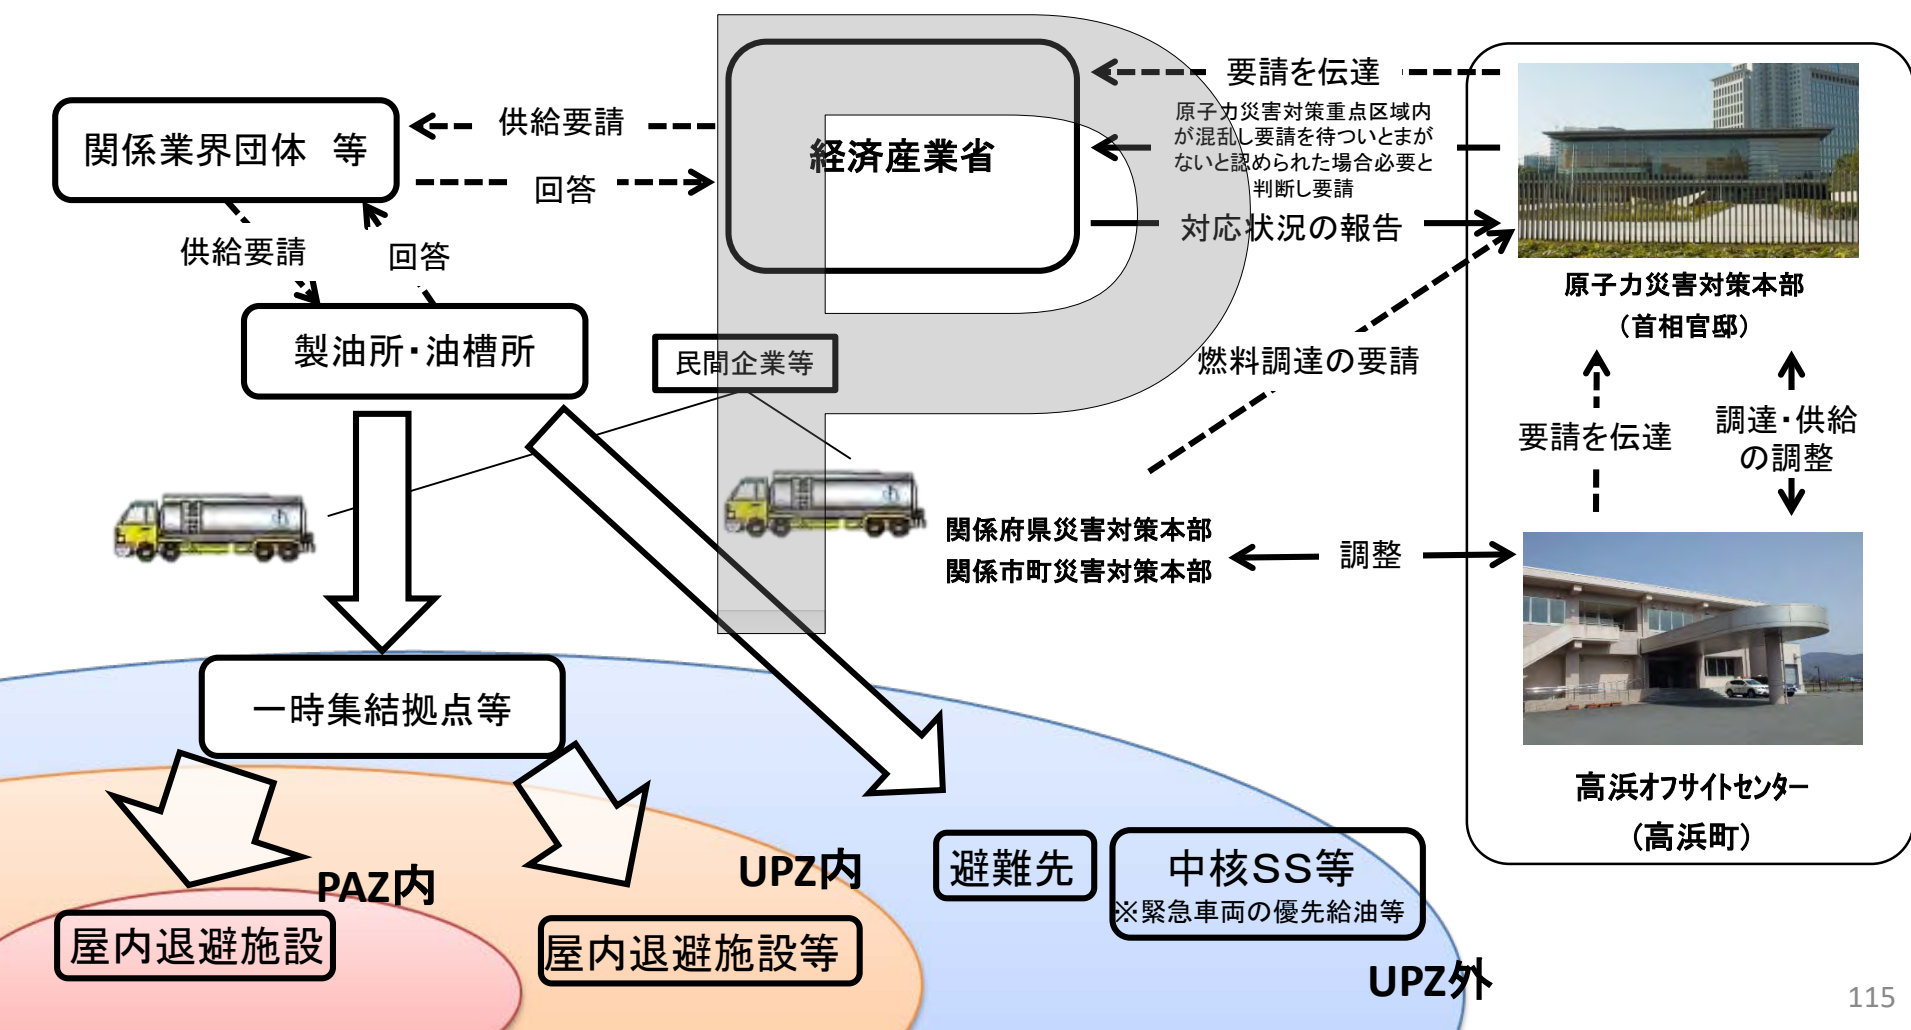 要請を伝達
関係業界団体　等
供給要請
経済産業省
原子力災害対策重点区域内
が混乱し要請を待ついとまが
ないと認められた場合必要と
判断し要請
回答
対応状況の報告
供給要請
回答
原子力災害対策本部
（首相官邸）
製油所・油槽所
民間企業等
燃料調達の要請
要請を伝達
調達・供給
の調整
関係府県災害対策本部
関係市町災害対策本部
調整
一時集結拠点等
高浜オフサイトセンター
（高浜町）
PAZ内
UPZ内
避難先
中核ＳＳ等
※緊急車両の優先給油等
屋内退避施設
屋内退避施設等
UPZ外
115
P